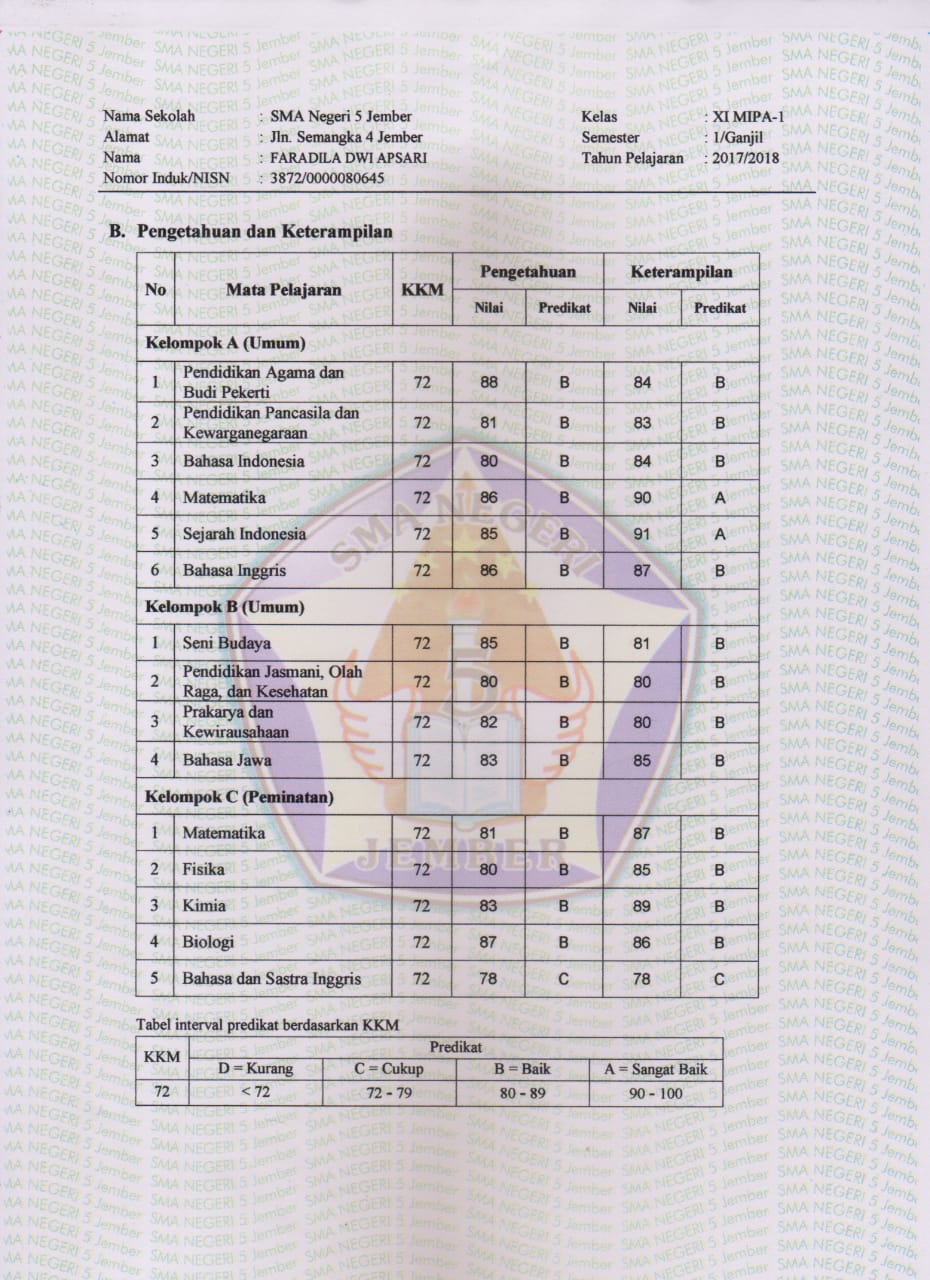 Nama Sekolah : SMA Negeri 5 Jember Kelas : XI MIPA-1
Alamat : Jln. Semangka 4 Jember Semester : 1/Ganjil
Nama : FARADILA DWI APSARI Tahun Pelajaran : 2017/2018
Nomor Induk/NISN : 3872/0000080645
B. Pengetahuan dan Keterampilan
No Mata Pelajaran KKM Pengetahuan Keterampilan
Nilai Predikat Nilai Predikat
Kelompok A (Umum)
1 Pendidikan Agama dan
Budi Pekerti 72 88 B 84 B
2 Pendidikan Pancasila dan
Kewarganegaraan 72 81 B 83 B
3 Bahasa Indonesia 72 80 B 84 B
4 Matematika 72 86 B 90 A
5 Sejarah Indonesia 72 85 B 91 A
6 Bahasa Inggris 72 86 B 87 B
Kelompok B (Umum)
1 Seni Budaya 72 85 B 81 B
2 Pendidikan Jasmani, Olah
Raga, dan Kesehatan 72 80 B 80 B
3 Prakarya dan
Kewirausahaan 72 82 B 80 B
4 Bahasa Jawa 72 83 B 85 B
Kelompok C (Peminatan)
1 Matematika 72 81 B 87 B
2 Fisika 72 80 B 85 B
3 Kimia 72 83 B 89 B
4 Biologi 72 87 B 86 B
5 Bahasa dan Sastra Inggris 72 78 C 78 C
Tabel interval predikat berdasarkan KKM
KKM Predikat
D = Kurang C = Cukup B = Baik A = Sangat Baik
72 < 72 72 - 79 80 - 89 90 - 100
SMA NEGERI
5
JEMBER